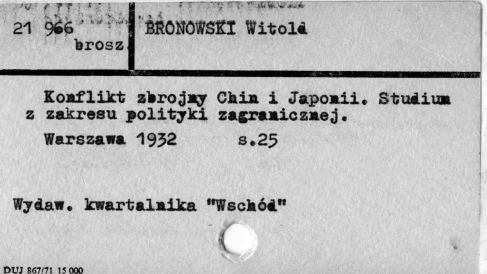 21 966
brosz.
BRONOWSKI Witold
Konflikt zbrojny Chin i Japonii. Studium
z zakresu polityki zagranicznej.
Warszawa 1932 s.25
Wydaw. kwartalnika "Wschód"
DUJ 867/71 15 000